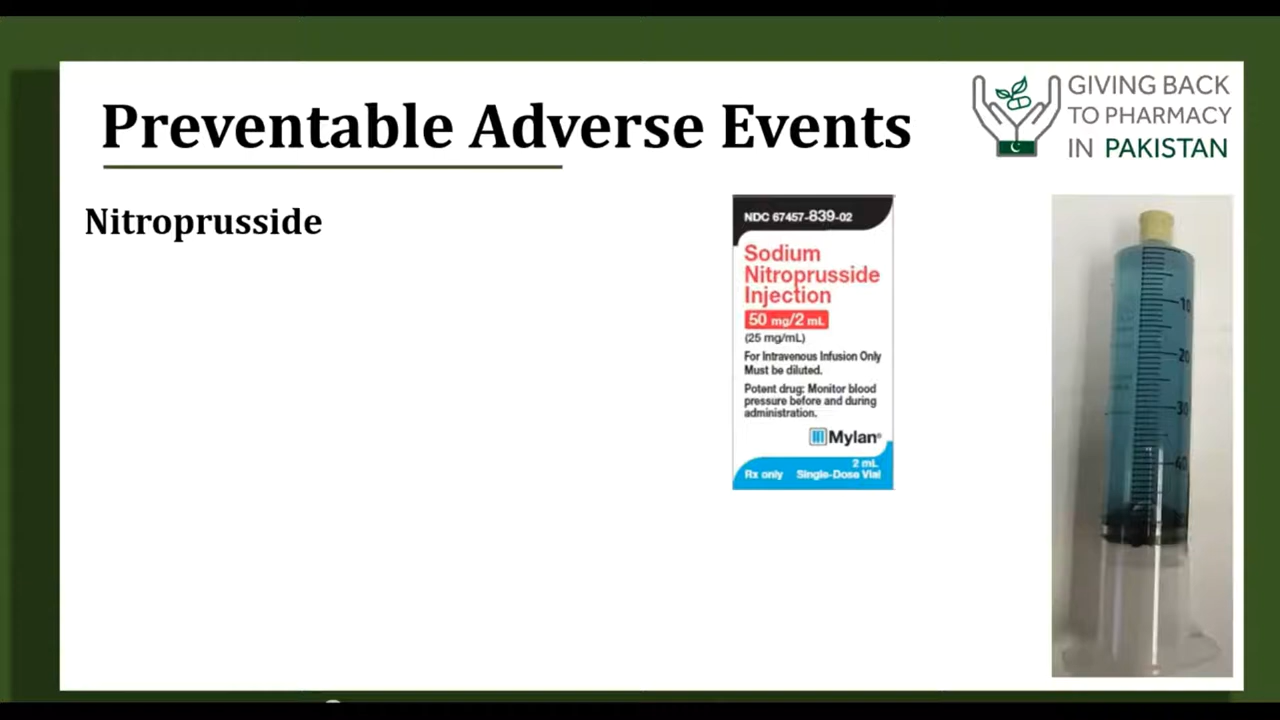 Preventable Adverse Events
GIVING BACK
TO PHARMACY
IN PAKISTAN
Nitroprusside
NDC 67457-839-02
Sodium
Nitroprusside
Injection
50 mg/2 mL
(25 mg/mL)
For Intravenous Infusion Only
Must be diluted.
Potent drug: Monitor blood
pressure before and during
administration.
Mylan®
2 mL
Rx only Single-Dose Vial
10
20
30
40